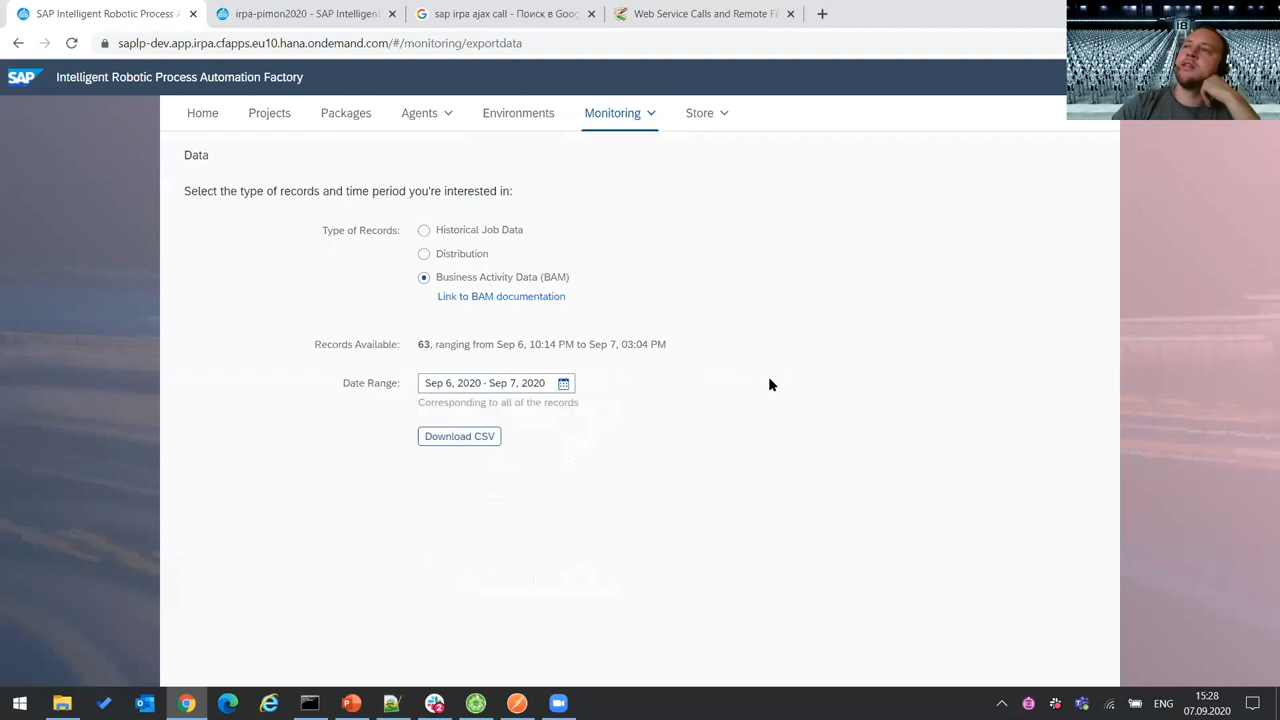 SAP Intelligent Robotic Process A
irpa-pimon2020 - SAP Intelligent
sap irpa ajax call - Поиск в Goog
Web Service Calls and Remote F
saplp-dev.app.irpa.cfapps.eu10.hana.ondemand.com/#/monitoring/exportdata
SAP Intelligent Robotic Process Automation Factory
Home Projects Packages Agents Environments Monitoring Store
Data
Select the type of records and time period you're interested in:
Type of Records:
Historical Job Data
Distribution
Business Activity Data (BAM)
Link to BAM documentation
Records Available: 63, ranging from Sep 6, 10:14 PM to Sep 7, 03:04 PM
Date Range: Sep 6, 2020 - Sep 7, 2020
Corresponding to all of the records
Download CSV
ENG
15:28
07.09.2020